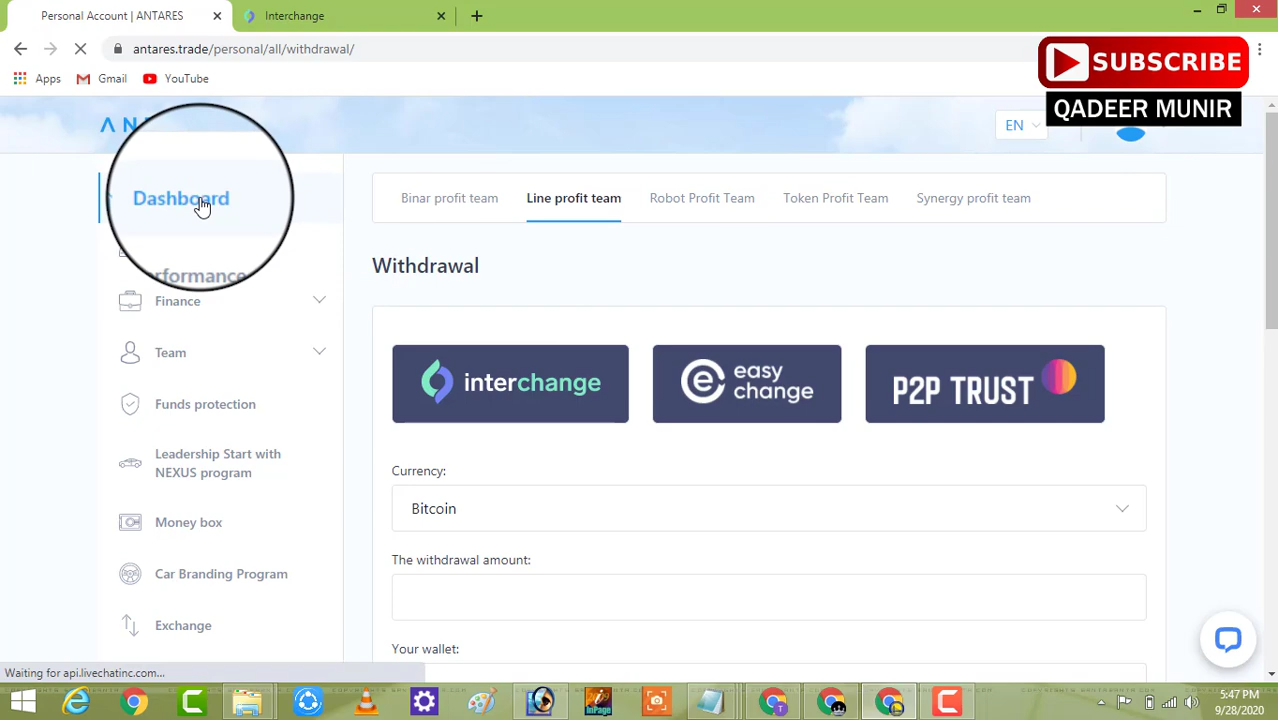 Personal Account | ANTARES
Interchange
antares.trade/personal/all/withdrawal/
Apps
Gmail
YouTube
SUBSCRIBE
QADEER MUNIR
EN
Dashboard
Binar profit team
Line profit team
Robot Profit Team
Token Profit Team
Synergy profit team
Withdrawal
Finance
Team
Funds protection
Leadership Start with
NEXUS program
Money box
Car Branding Program
Exchange
interchange
easy
change
P2P TRUST
Currency:
Bitcoin
The withdrawal amount:
Your wallet:
Waiting for api.livechatinc.com...
5:47 PM
9/28/2020